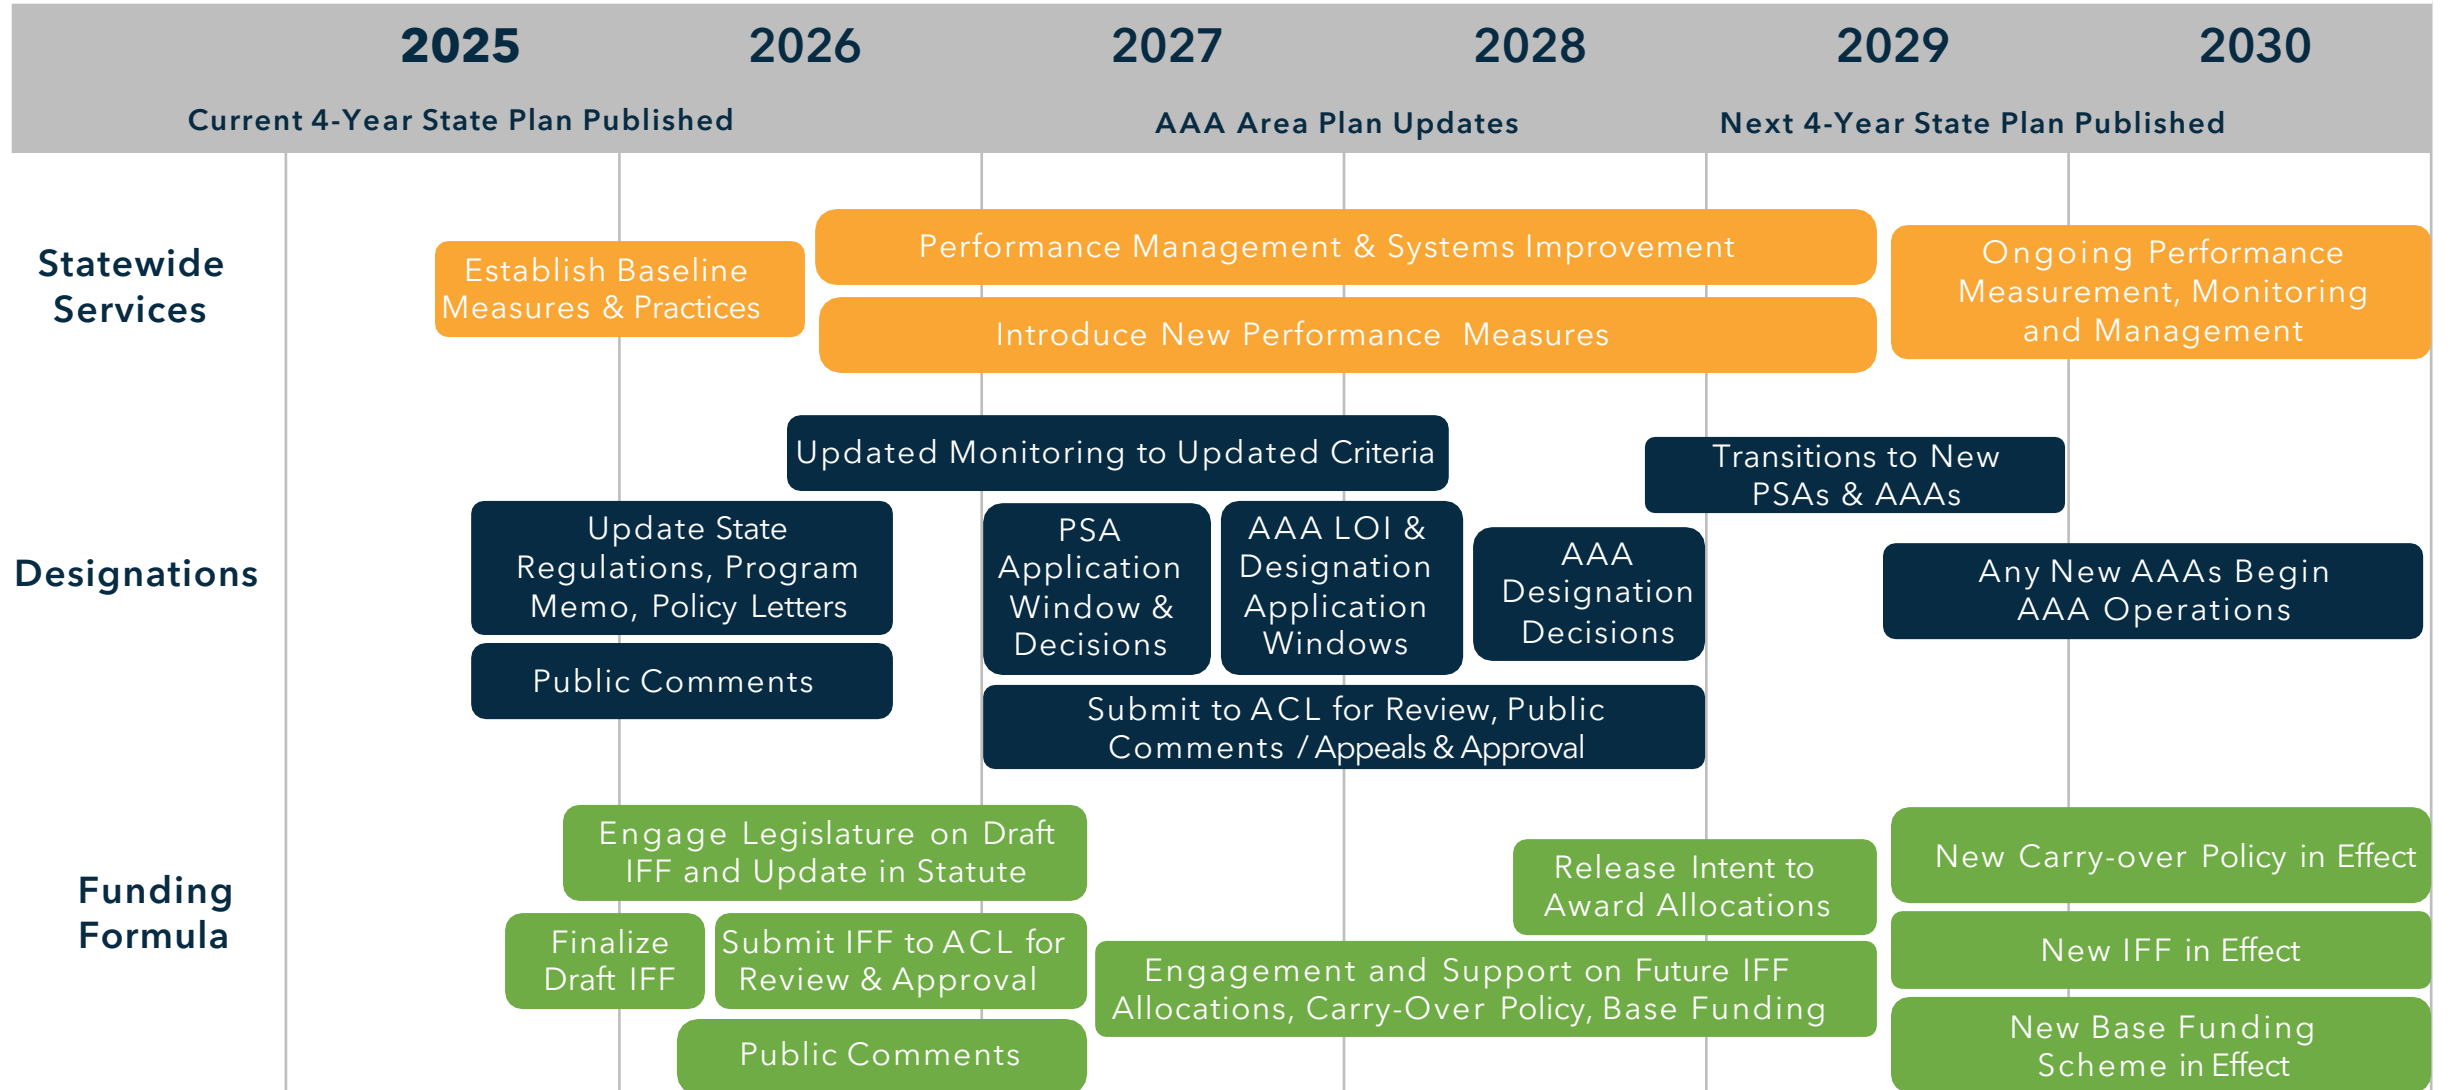 2025 2026 2027 2028 2029 2030
Current 4-Year State Plan Published AAA Area Plan Updates Next 4-Year State Plan Published
Statewide
Services
Establish Baseline
Measures & Practices
Performance Management & Systems Improvement
Introduce New Performance Measures
Ongoing Performance
Measurement, Monitoring
and Management
Designations
Updated Monitoring to Updated Criteria
Transitions to New
PSAs & AAAs
Update State
Regulations, Program
Memo, Policy Letters
PSA
Application
Window &
Decisions
AAA LOI &
Designation
Application
Windows
AAA
Designation
Decisions
Any New AAAs Begin
AAA Operations
Public Comments
Submit to ACL for Review, Public
Comments / Appeals & Approval
Funding
Formula
Engage Legislature on Draft
IFF and Update in Statute
Release Intent to
Award Allocations
New Carry-over Policy in Effect
Finalize
Draft IFF
Submit IFF to ACL for
Review & Approval
Engagement and Support on Future IFF
Allocations, Carry-Over Policy, Base Funding
New IFF in Effect
Public Comments
New Base Funding
Scheme in Effect